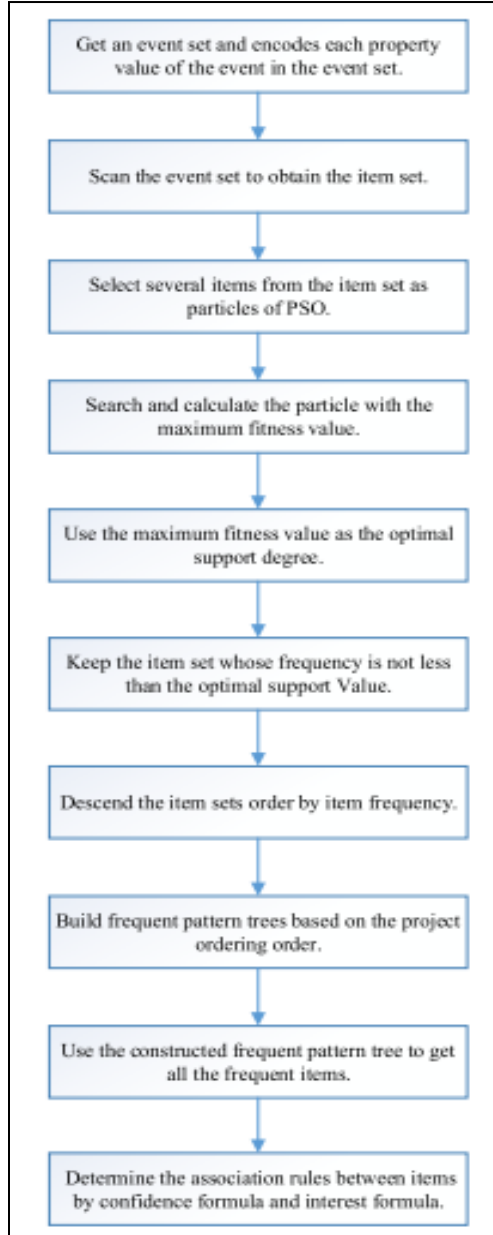 Get an event set and encodes each property
value of the event in the event set.
Scan the event set to obtain the item set.
Select several items from the item set as
particles of PSO.
Search and calculate the particle with the
maximum fitness value.
Use the maximum fitness value as the optimal
support degree.
Keep the item set whose frequency is not less
than the optimal support Value.
Descend the item sets order by item frequency.
Build frequent pattern trees based on the project
ordering order.
Use the constructed frequent pattern tree to get
all the frequent items.
Determine the association rules between items
by confidence formula and interest formula.